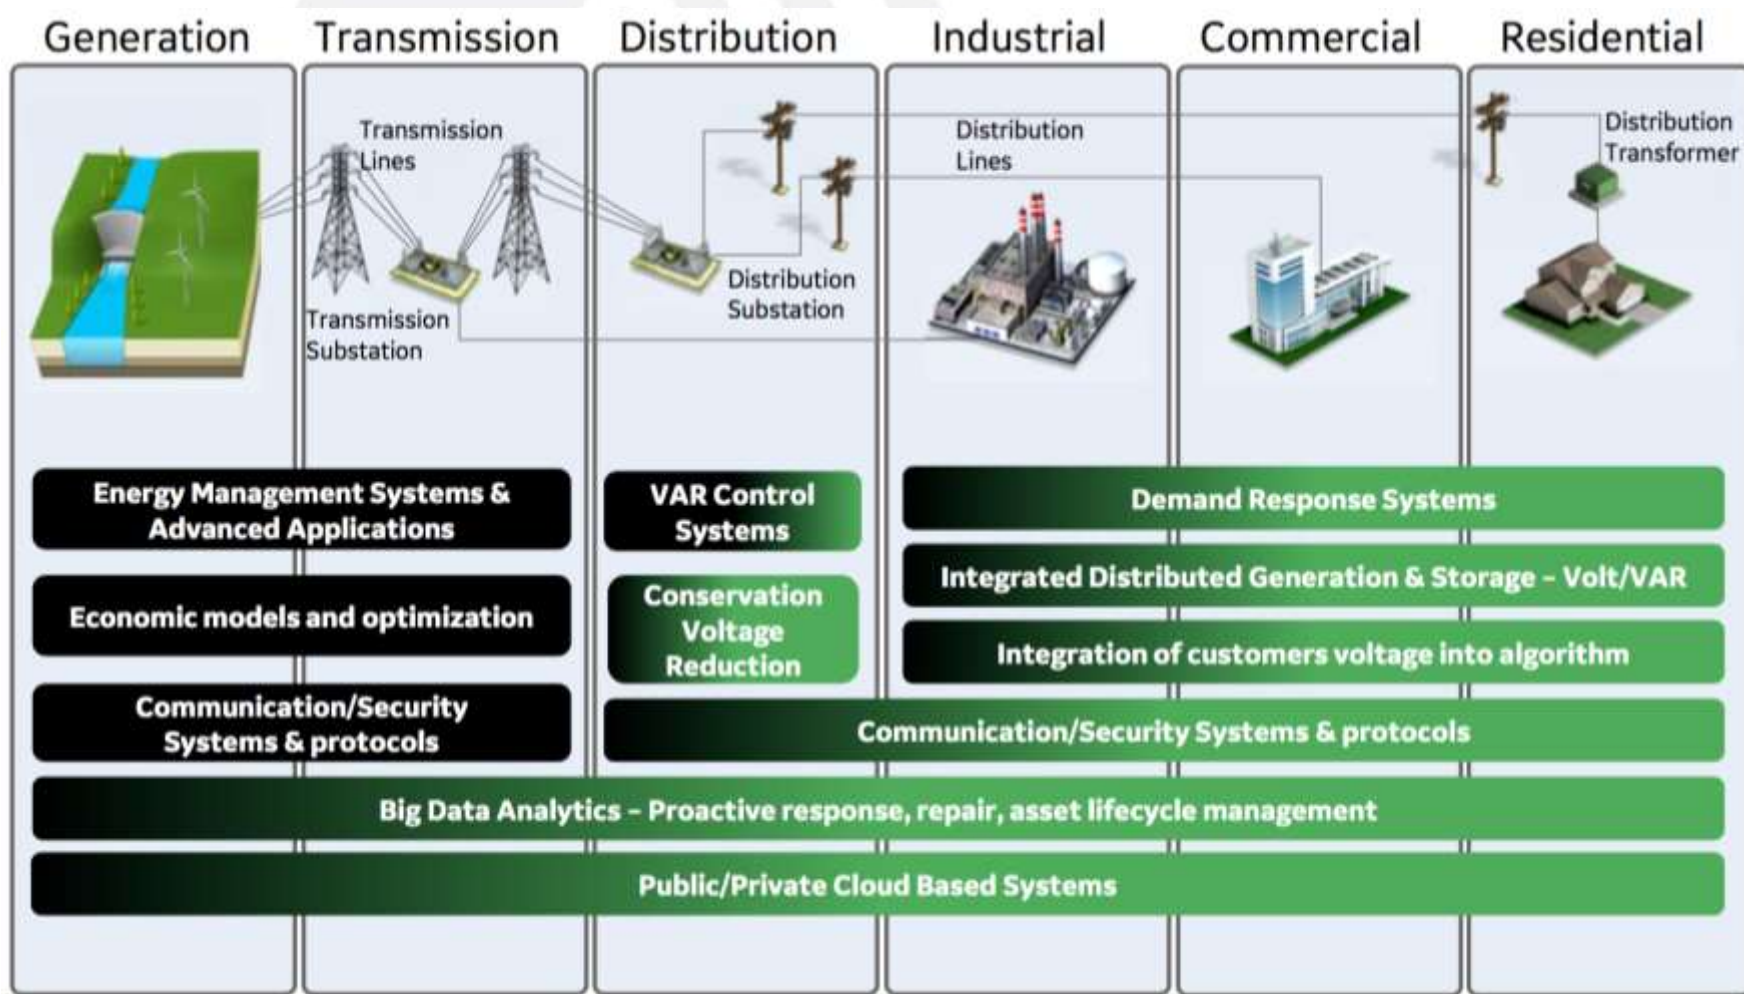 Generation
Transmission
Distribution
Industrial
Commercial
Residential
Transmission
Lines
Transmission
Substation
Distribution
Substation
Distribution
Lines
Distribution
Transformer
Energy Management Systems &
Advanced Applications
VAR Control
Systems
Demand Response Systems
Integrated Distributed Generation & Storage – Volt/VAR
Economic models and optimization
Conservation
Voltage
Reduction
Integration of customers voltage into algorithm
Communication/Security
Systems & protocols
Communication/Security Systems & protocols
Big Data Analytics – Proactive response, repair, asset lifecycle management
Public/Private Cloud Based Systems